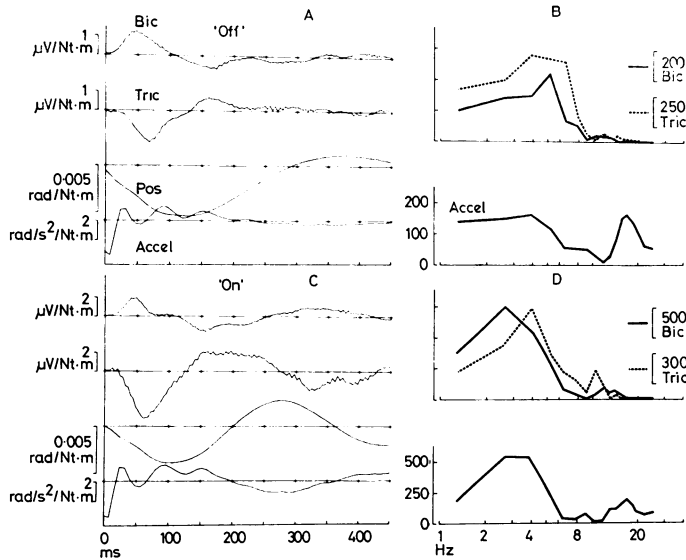 A
B
Bic
'Off'
1
µV/Nt·m
Tric
1
µV/Nt·m
0·005
rad/Nt·m
Pos
2
rad/s²/Nt·m
Accel
Bic
250
Tric
200
100
0
Accel
C
D
'On'
2
µV/Nt·m
2
µV/Nt·m
0·005
rad/Nt·m
2
rad/s²/Nt·m
0 100 200 300 400
ms
500
Bic
300
Tric
500
250
0
1 2 4 8 20
Hz